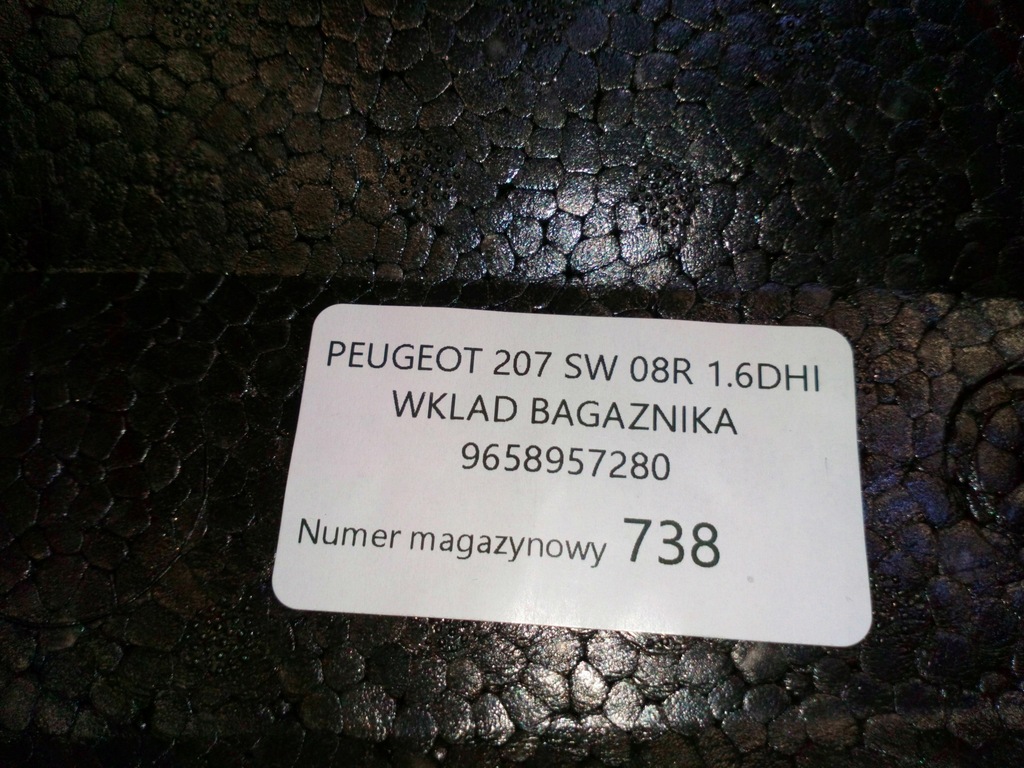 PEUGEOT 207 SW 08R 1.6DHI
WKLAD BAGAZNIKA
9658957280
Numer magazynowy 738